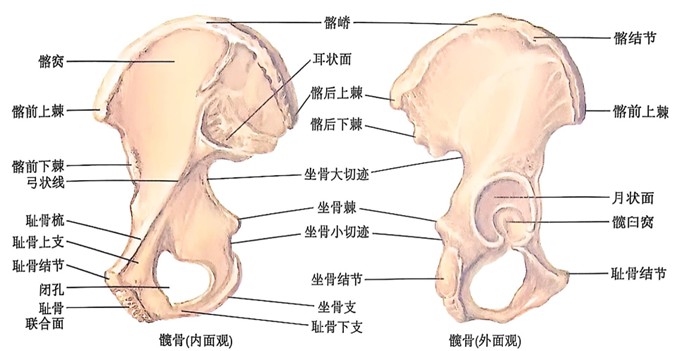 髂嵴
髂结节
髂窝
耳状面
髂后上棘
髂前上棘
髂前上棘
髂后下棘
髂前下棘
坐骨大切迹
弓状线
月状面
坐骨棘
耻骨梳
髋臼窝
坐骨小切迹
耻骨上支
耻骨结节
坐骨结节
耻骨结节
闭孔
耻骨
坐骨支
联合面
耻骨下支
髋骨(内面观)
髋骨(外面观)